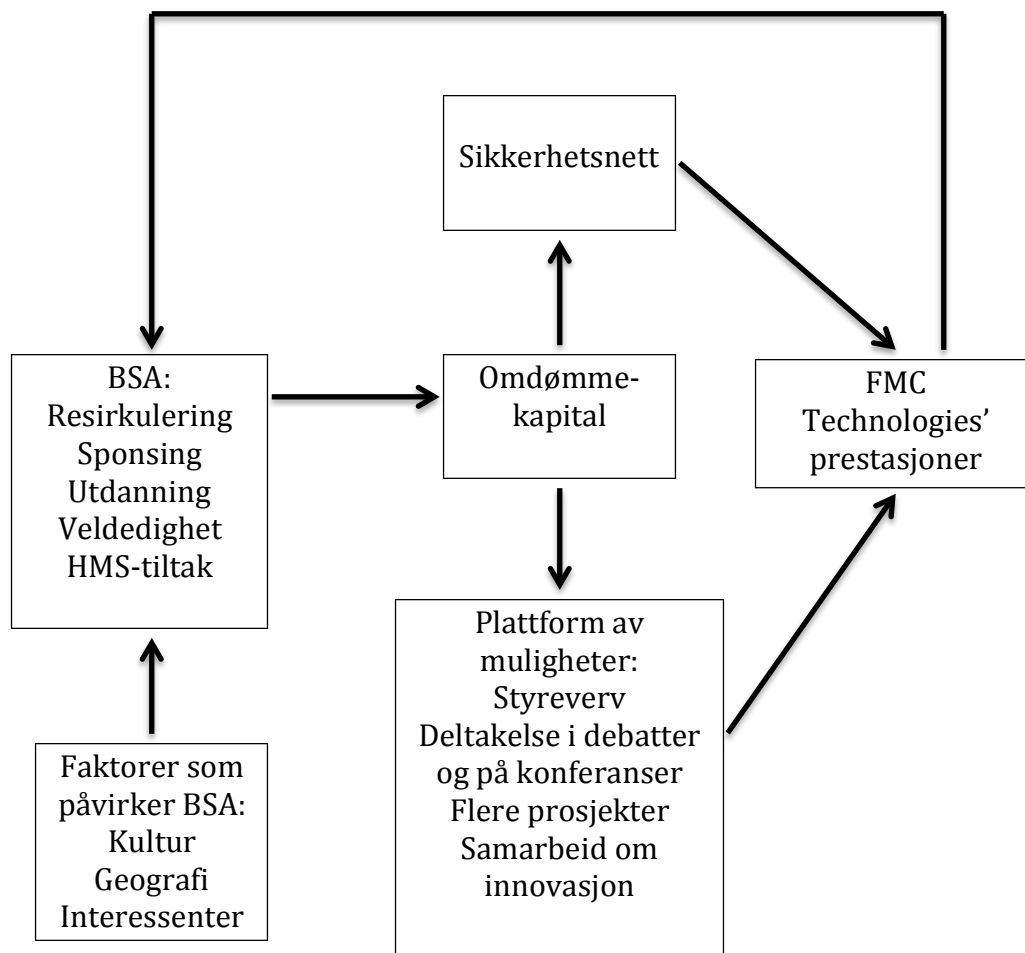 Sikkerhetsnett
BSA:
Resirkulering
Sponsing
Utdanning
Veldedighet
HMS-tiltak
Omdømme-
kapital
FMC
Technologies’
prestasjoner
Faktorer som
påvirker BSA:
Kultur
Geografi
Interessenter
Plattform av
muligheter:
Styreverv
Deltakelse i debatter
og på konferanser
Flere prosjekter
Samarbeid om
innovasjon